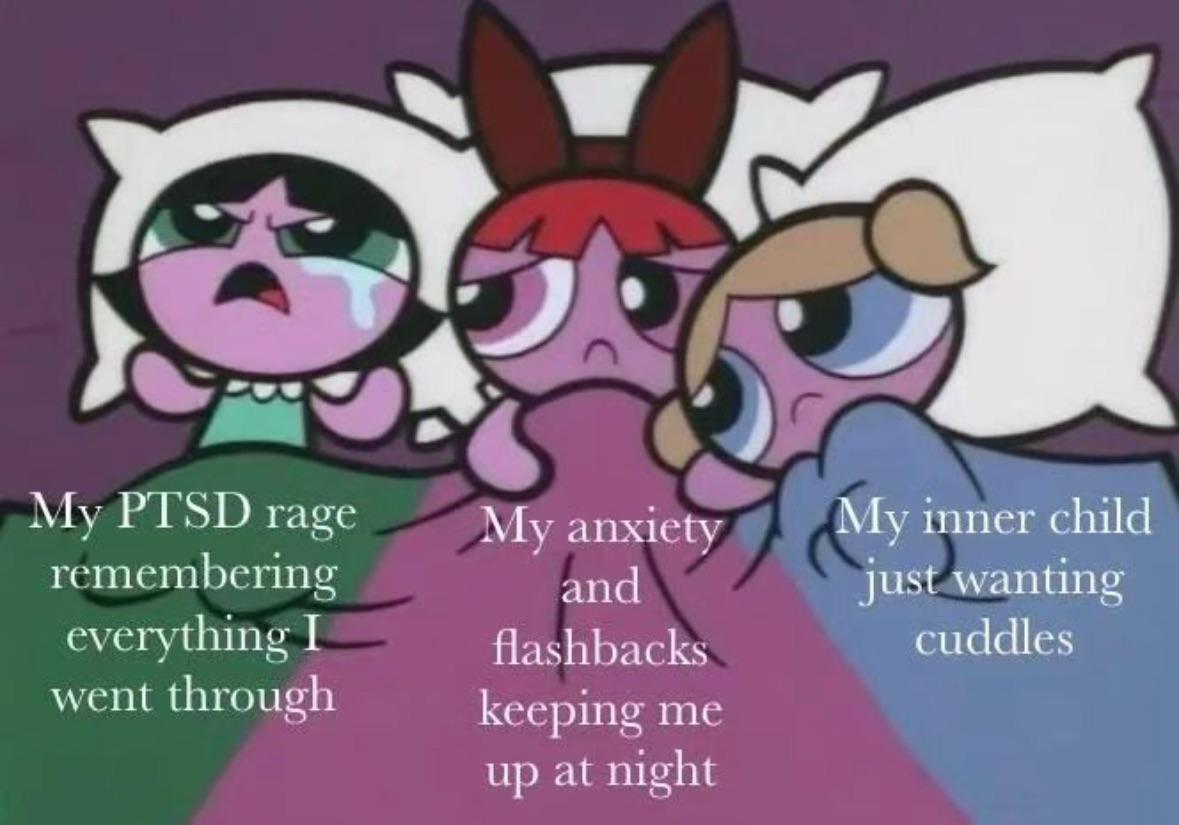 My PTSD rage
remembering
everything I
went through
My anxiety
and
flashbacks
keeping me
up at night
My inner child
just wanting
cuddles